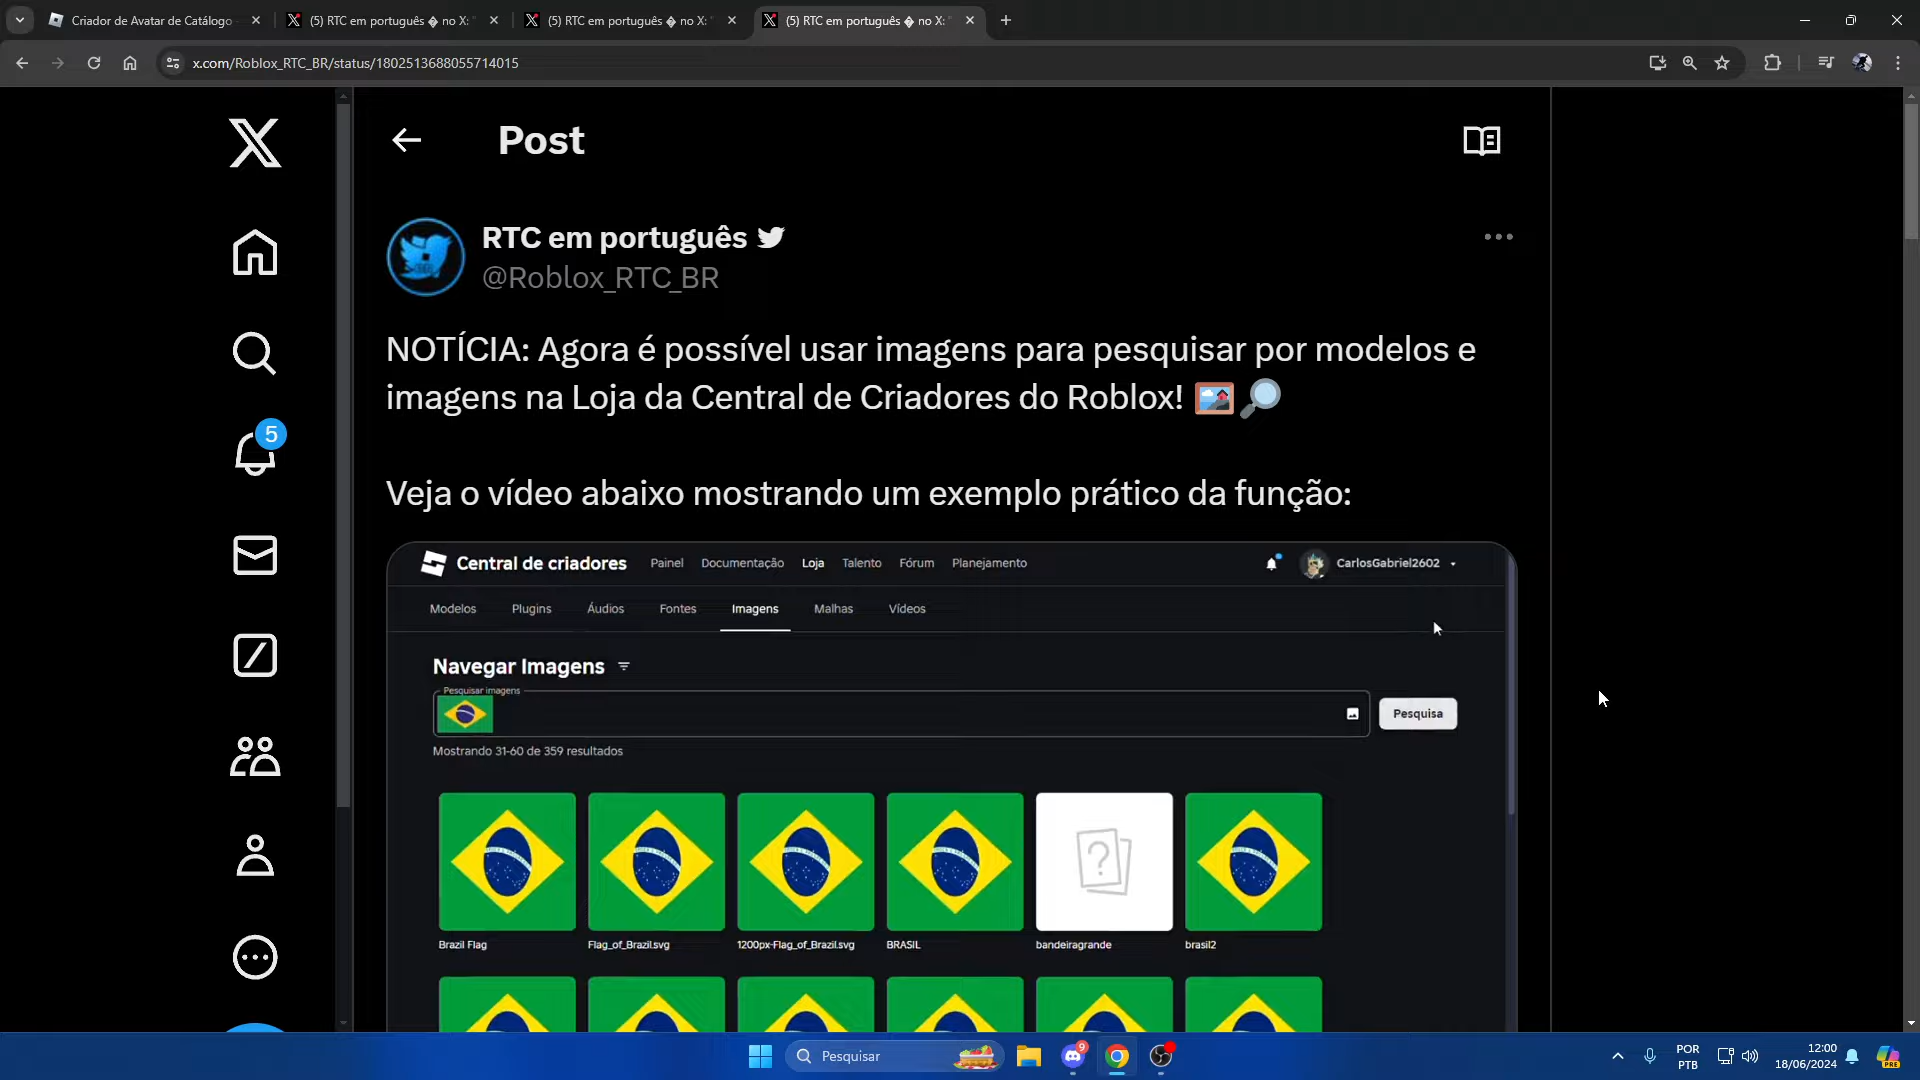 Criador de Avatar de Catálogo
(5) RTC em português � no X: "
(5) RTC em português � no X: "
(5) RTC em português � no X: "
x.com/Roblox_RTC_BR/status/1802513688055714015
Post
RTC em português
@Roblox_RTC_BR
NOTÍCIA: Agora é possível usar imagens para pesquisar por modelos e
imagens na Loja da Central de Criadores do Roblox!
5
Veja o vídeo abaixo mostrando um exemplo prático da função:
Central de criadores Painel Documentação Loja Talento Fórum Planejamento CarlosGabriel2602
Modelos Plugins Áudios Fontes Imagens Malhas Vídeos
Navegar Imagens
Pesquisar imagens
Pesquisa
Mostrando 31-60 de 359 resultados
Brazil Flag Flag_of_Brazil.svg 1200px-Flag_of_Brazil.svg BRASIL bandeiragrande brasil2
Pesquisar 9 POR 12:00
PTB 18/06/2024 PRE